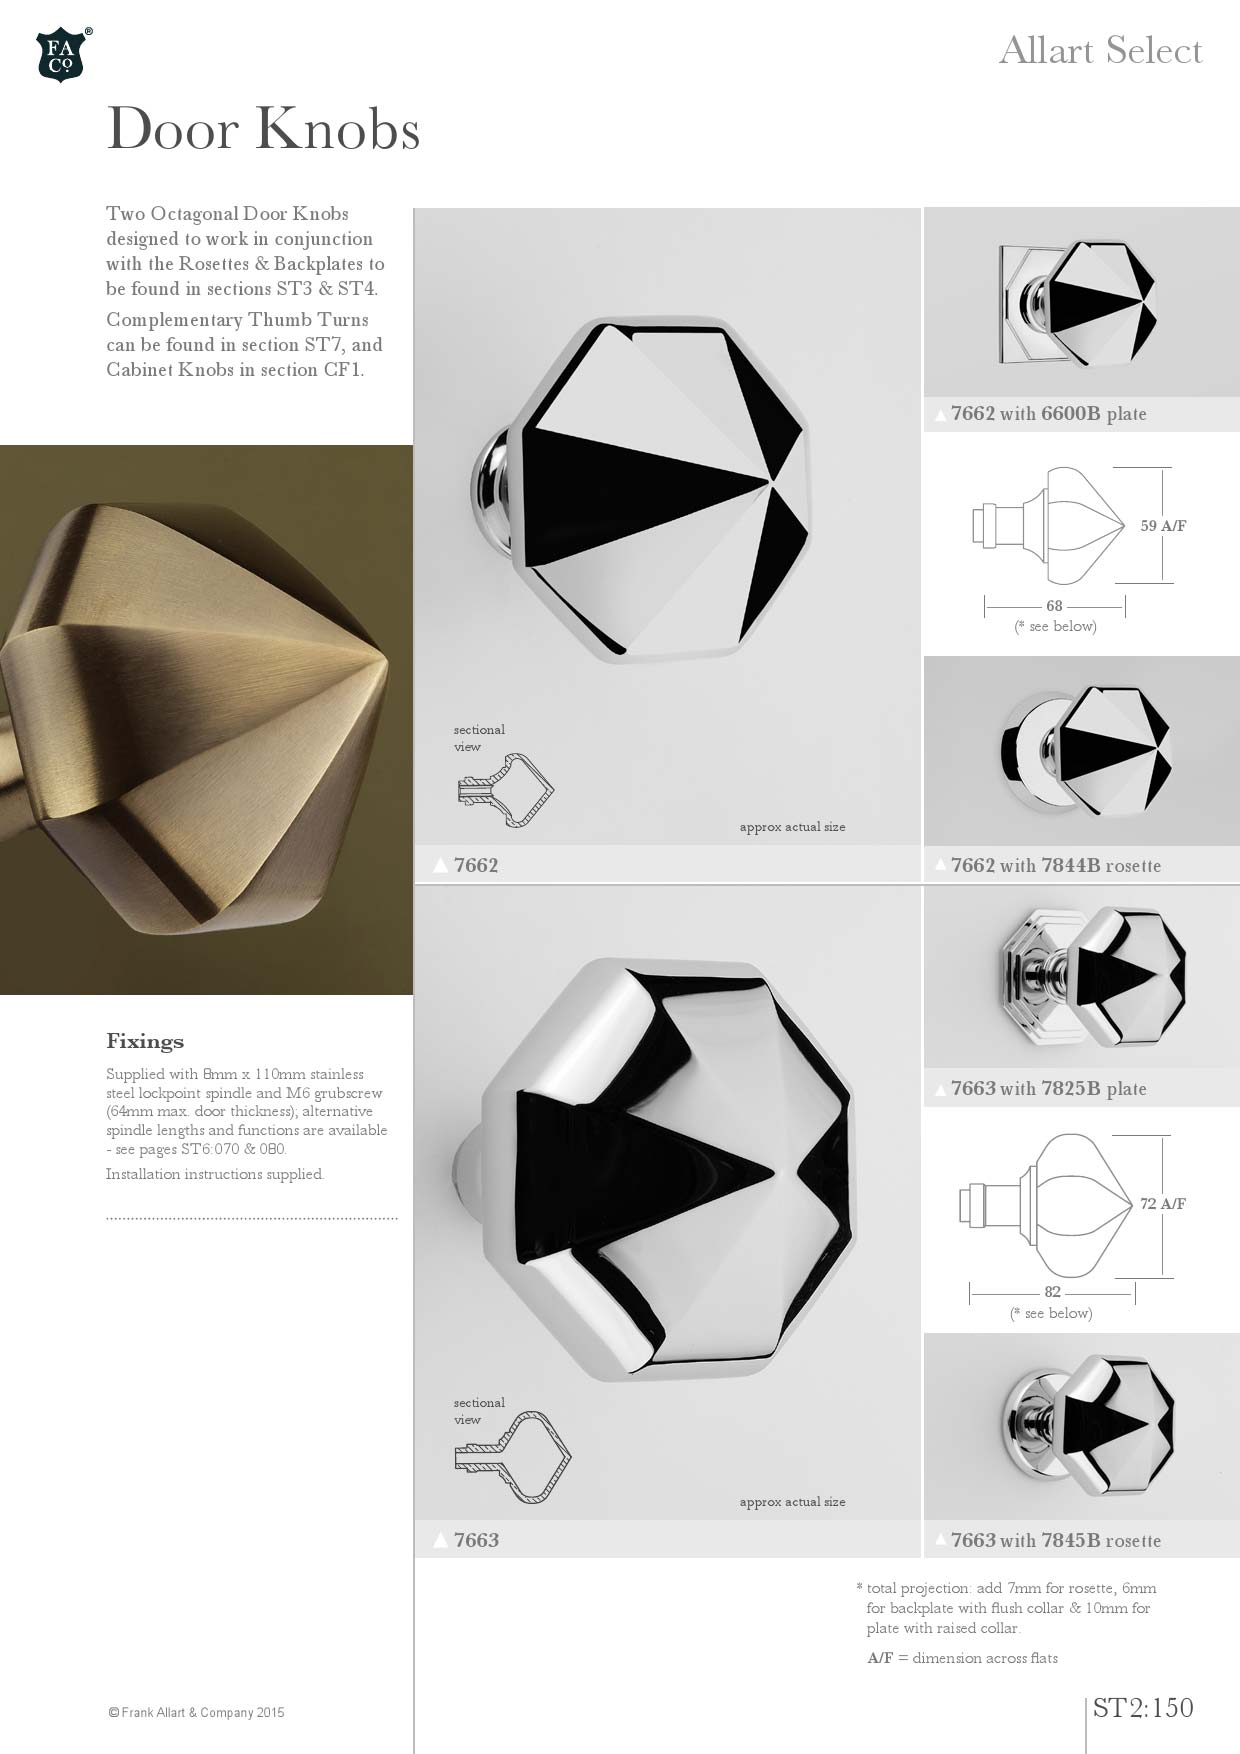 FA
Co.
®
Allart Select
Door Knobs
Two Octagonal Door Knobs
designed to work in conjunction
with the Rosettes & Backplates to
be found in sections ST3 & ST4.
Complementary Thumb Turns
can be found in section ST7, and
Cabinet Knobs in section CF1.
Fixings
Supplied with 8mm x 110mm stainless
steel lockpoint spindle and M6 grubscrew
(64mm max. door thickness); alternative
spindle lengths and functions are available
- see pages ST6:070 & 080.
Installation instructions supplied.
sectional
view
approx actual size
7662
7662 with 6600B plate
59 A/F
68
(* see below)
7662 with 7844B rosette
sectional
view
approx actual size
7663
7663 with 7825B plate
72 A/F
82
(* see below)
7663 with 7845B rosette
* total projection: add 7mm for rosette, 6mm
for backplate with flush collar & 10mm for
plate with raised collar.
A/F = dimension across flats
© Frank Allart & Company 2015
ST2:150